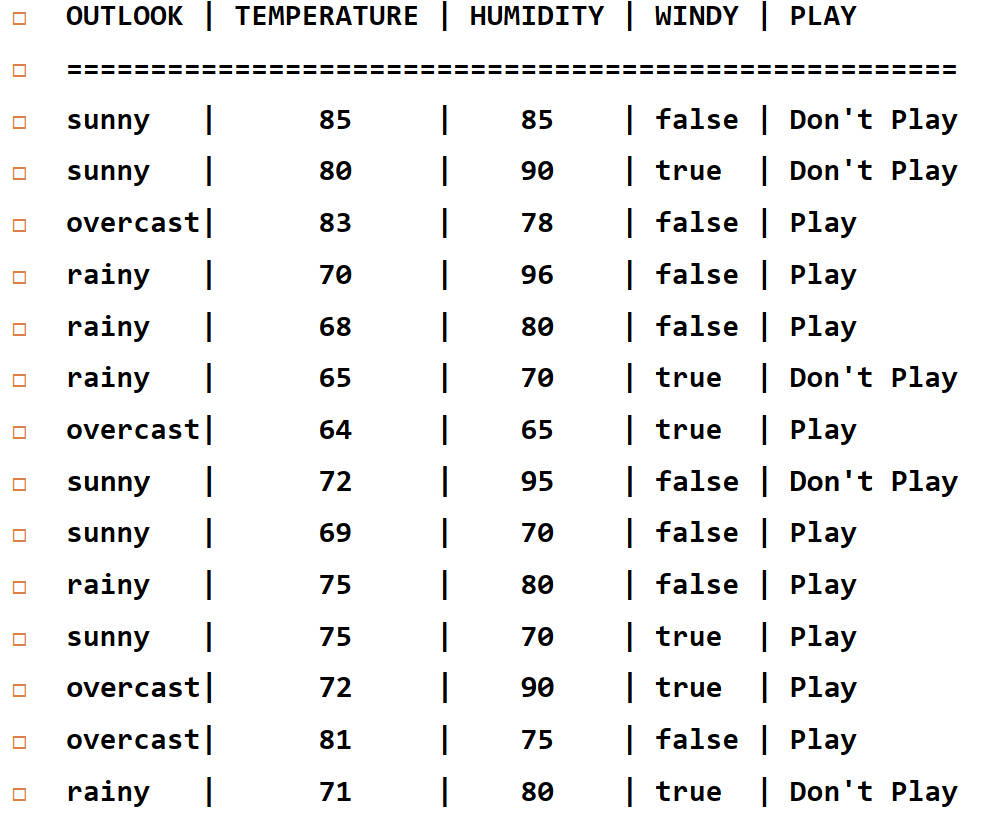 OUTLOOK | TEMPERATURE | HUMIDITY | WINDY | PLAY
=====================================================
sunny   |      85     |    85    | false | Don't Play
sunny   |      80     |    90    | true  | Don't Play
overcast|      83     |    78    | false | Play
rainy   |      70     |    96    | false | Play
rainy   |      68     |    80    | false | Play
rainy   |      65     |    70    | true  | Don't Play
overcast|      64     |    65    | true  | Play
sunny   |      72     |    95    | false | Don't Play
sunny   |      69     |    70    | false | Play
rainy   |      75     |    80    | false | Play
sunny   |      75     |    70    | true  | Play
overcast|      72     |    90    | true  | Play
overcast|      81     |    75    | false | Play
rainy   |      71     |    80    | true  | Don't Play